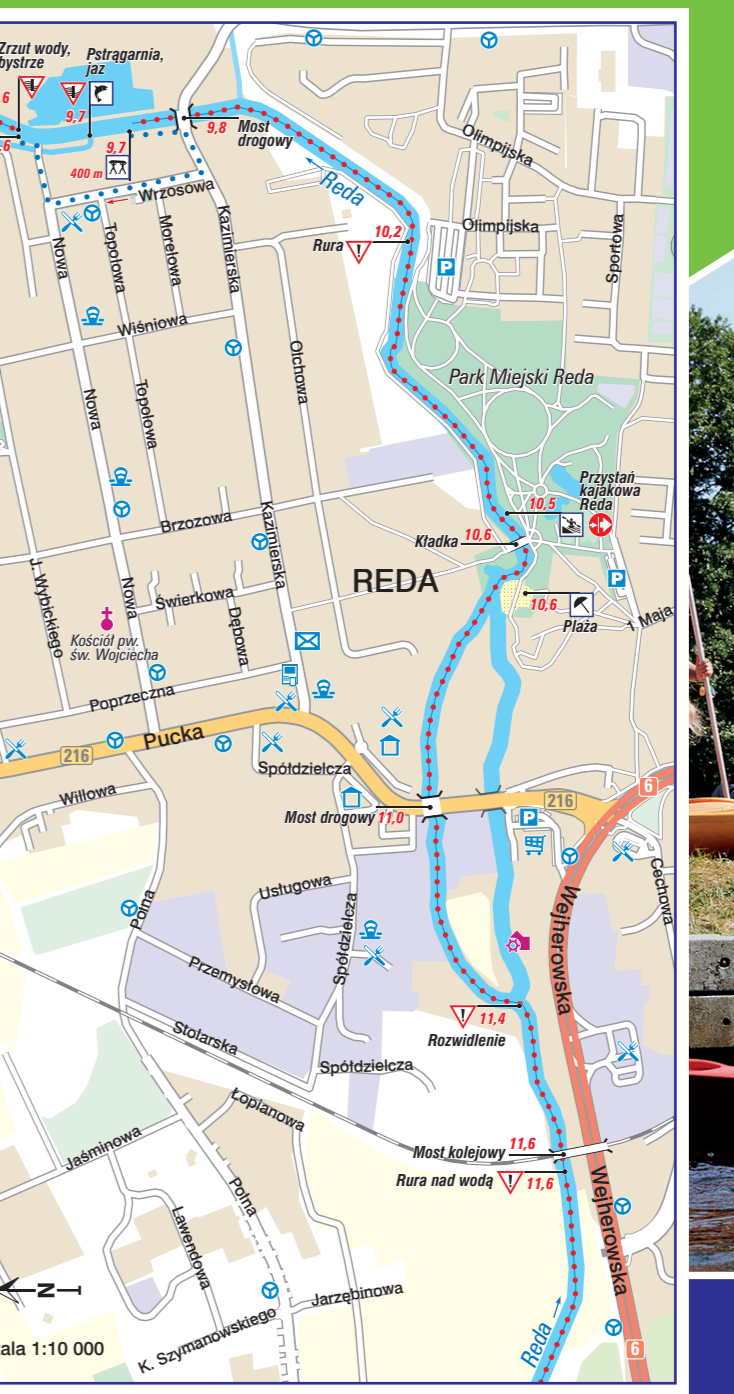 Zrzut wody,
bystrze
Pstrągarnia,
jaz
9,7
9,8
Most
drogowy
9,7
400 m
Wrzosowa
Reda
Olimpijska
Olimpijska
Sportowa
Rura
10,2
Nowa
Topolowa
Morelowa
Kazimierska
Wiśniowa
Olchowa
Nowa
Topolowa
Park Miejski Reda
Przystań
kajakowa
Reda
10,5
Brzozowa
Kazimierska
Kładka
10,6
REDA
J. Wybickiego
Nowa
Świerkowa
Dębowa
10,6
Plaża
1 Maja
Kościół pw.
św. Wojciecha
Poprzeczna
216
Pucka
Spółdzielcza
Willowa
Most drogowy 11,0
216
6
Polna
Usługowa
Spółdzielcza
Wejherowska
Cechowa
Przemysłowa
Stolarska
11,4
Rozwidlenie
Spółdzielcza
Łopianowa
Jaśminowa
Most kolejowy 11,6
Rura nad wodą 11,6
Polna
Lawendowa
Wejherowska
N
Jarzębinowa
K. Szymanowskiego
Reda
6
1:10 000
P
P
P